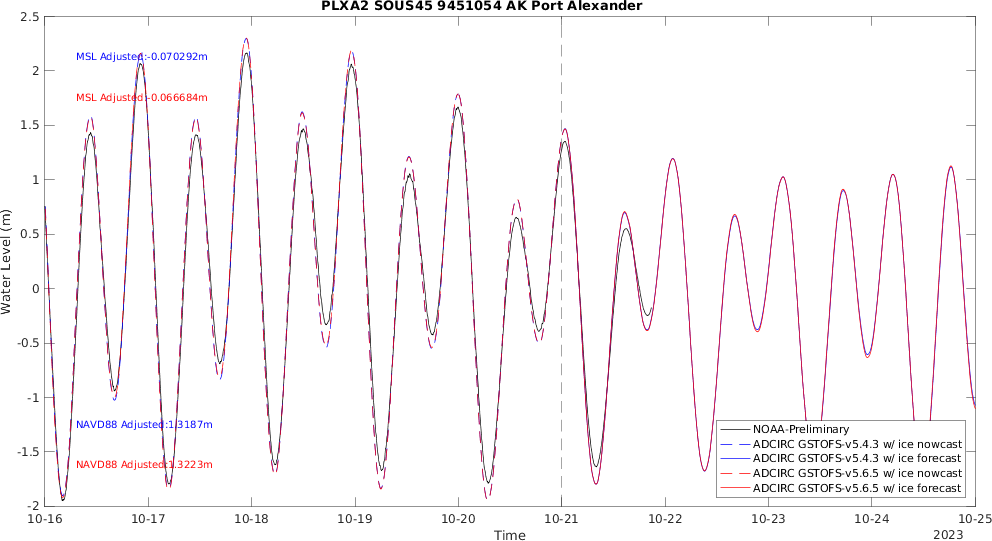 PLXA2 SOUS45 9451054 AK Port Alexander
2.5
2
1.5
1
0.5
0
-0.5
-1
-1.5
-2
Water Level (m)
MSL Adjusted:-0.070292m
MSL Adjusted:-0.066684m
NAVD88 Adjusted:1.3187m
NAVD88 Adjusted:1.3223m
NOAA-Preliminary
ADCIRC GSTOFS-v5.4.3 w/ ice nowcast
ADCIRC GSTOFS-v5.4.3 w/ ice forecast
ADCIRC GSTOFS-v5.6.5 w/ ice nowcast
ADCIRC GSTOFS-v5.6.5 w/ ice forecast
10-16 10-17 10-18 10-19 10-20 10-21 10-22 10-23 10-24 10-25
Time
2023